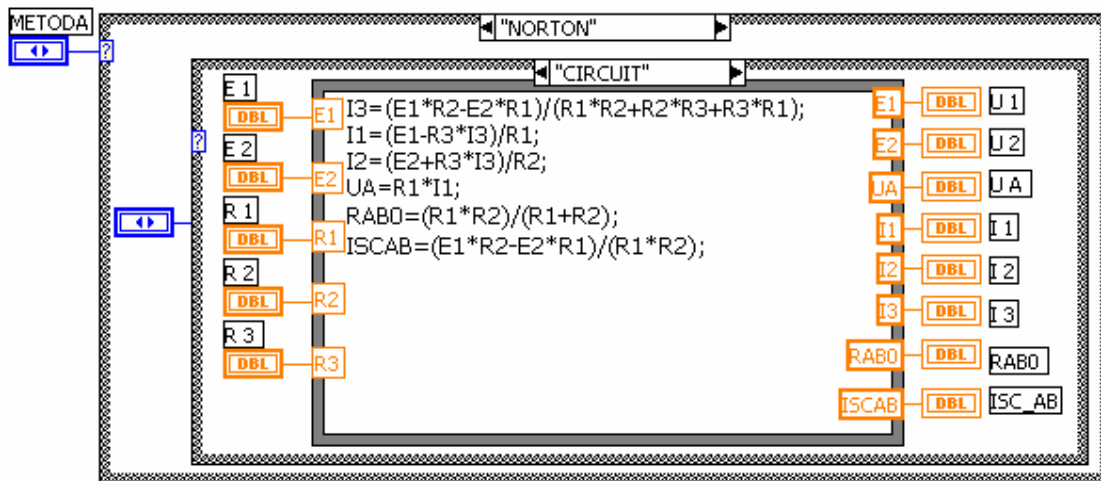 METODA
"NORTON"
?
"CIRCUIT"
?
E 1
DBL
E 2
DBL
R 1
DBL
R 2
DBL
R 3
DBL
E1
E2
R1
R2
R3
I3=(E1*R2-E2*R1)/(R1*R2+R2*R3+R3*R1);
I1=(E1-R3*I3)/R1;
I2=(E2+R3*I3)/R2;
UA=R1*I1;
RAB0=(R1*R2)/(R1+R2);
ISCAB=(E1*R2-E2*R1)/(R1*R2);
E1 DBL U 1
E2 DBL U 2
UA DBL U A
I1 DBL I 1
I2 DBL I 2
I3 DBL I 3
RAB0 DBL RAB0
ISCAB DBL ISC_AB